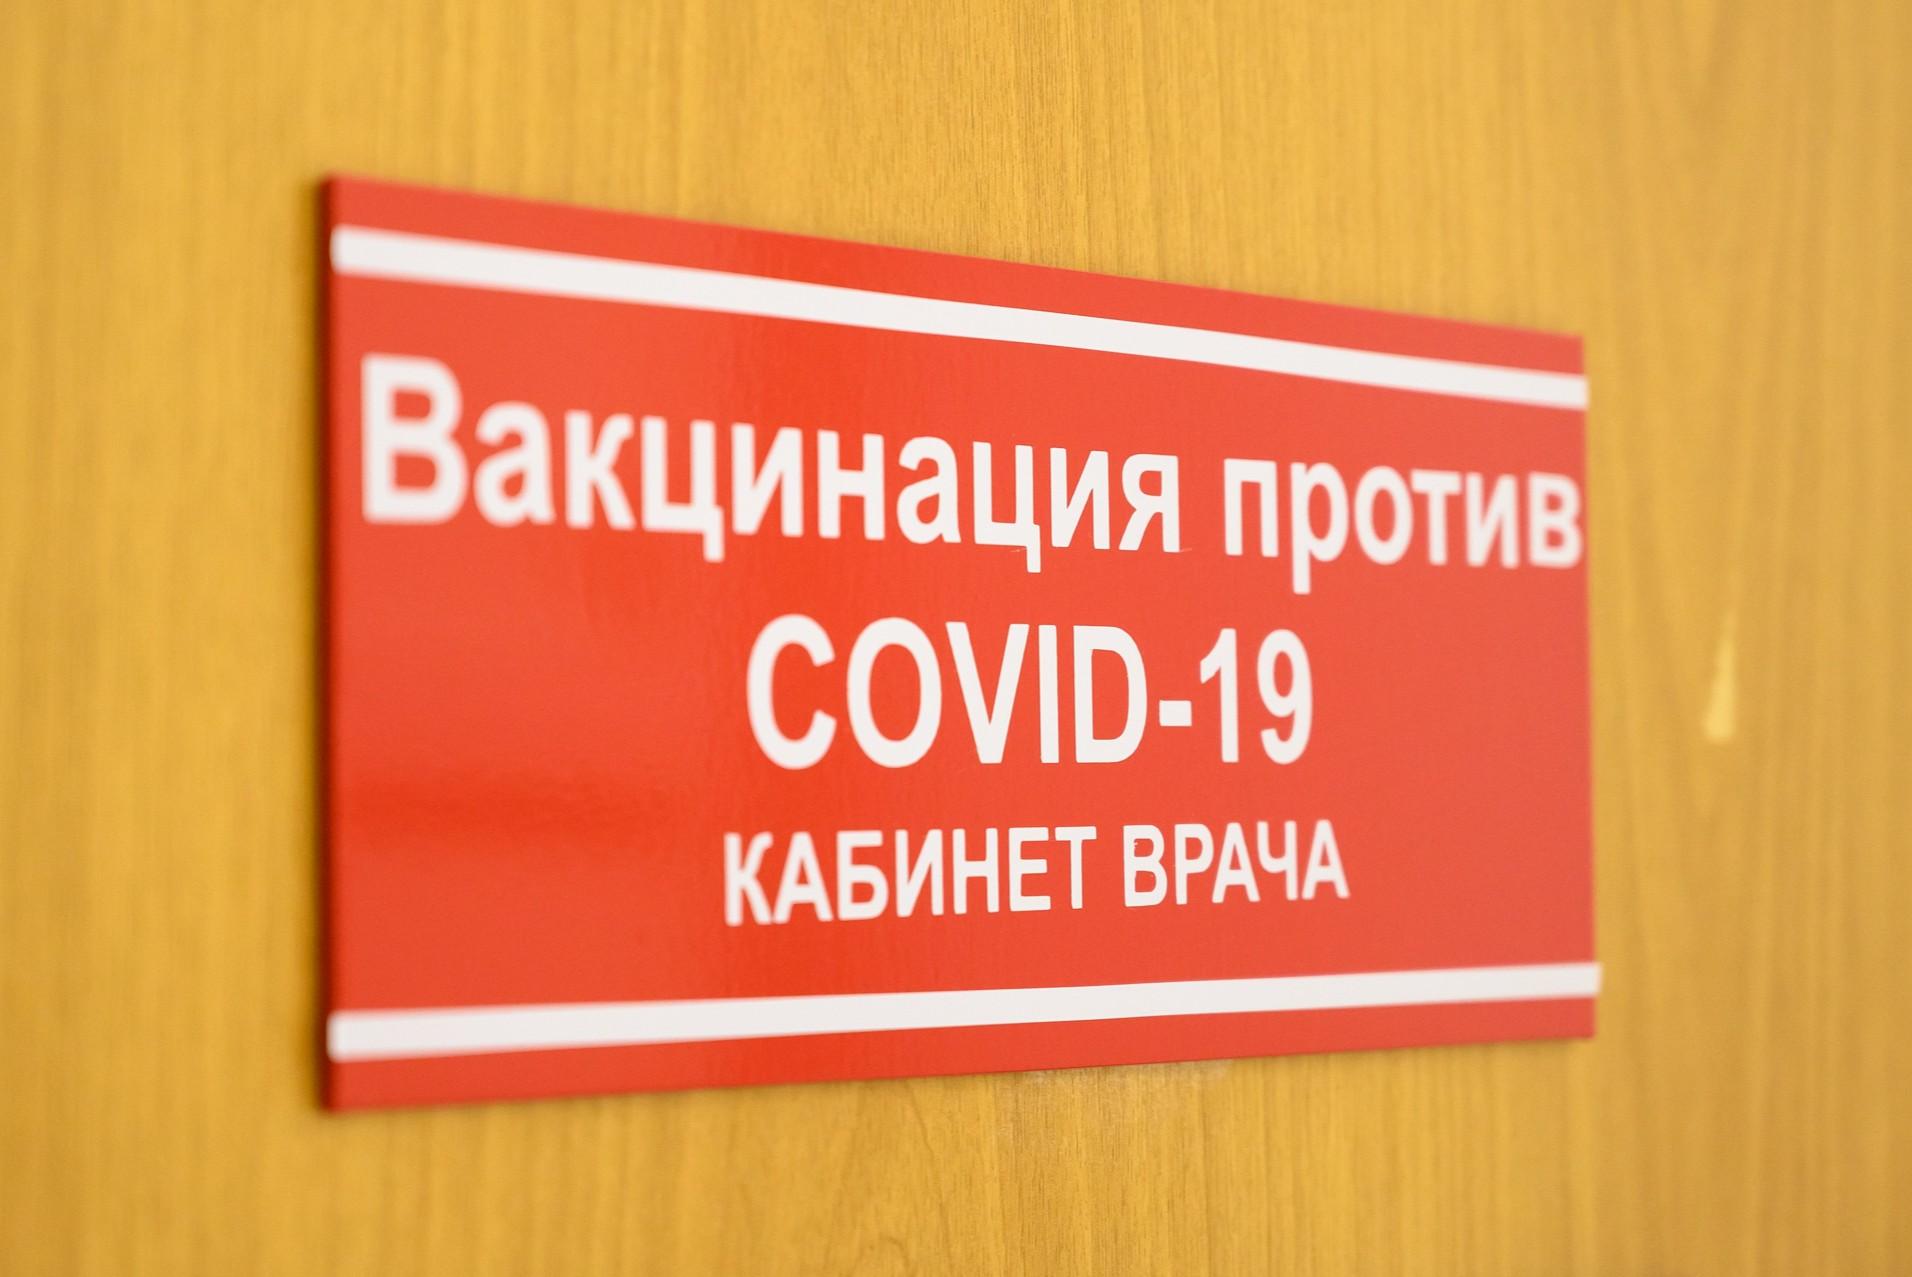 Вакцинация против
COVID-19
КАБИНЕТ ВРАЧА